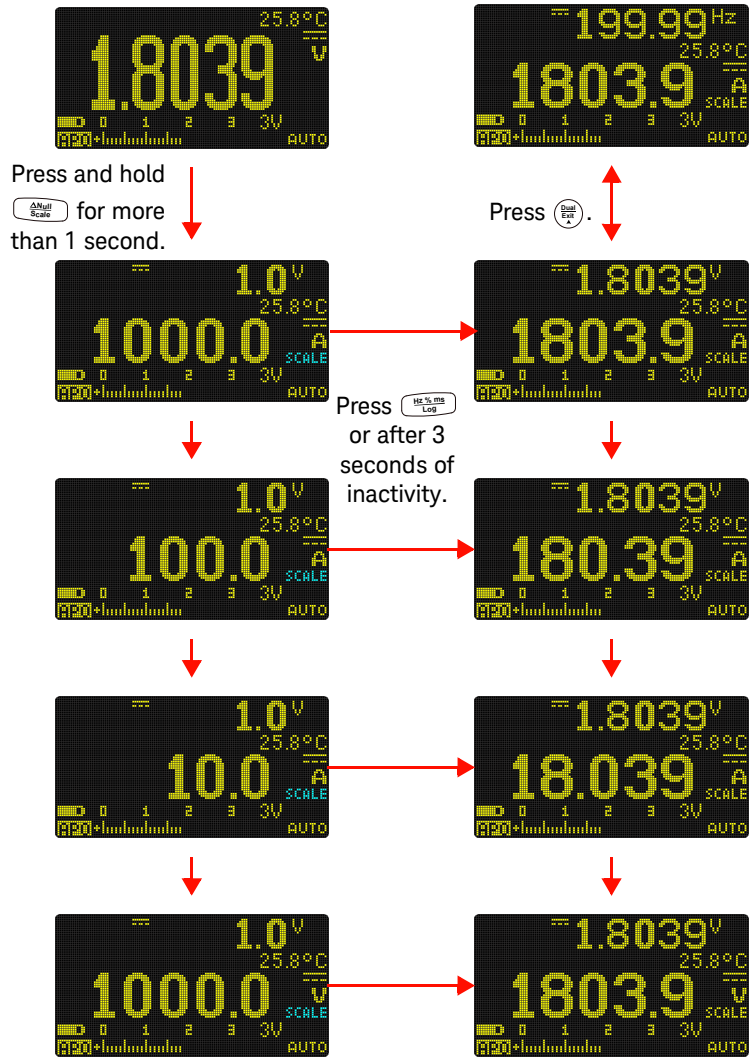 25.8°C
1.8039 V
0 1 2 3 3V
APO AUTO
199.99 Hz
25.8°C
1803.9 A
SCALE
0 1 2 3 3V
APO AUTO
Press and hold
ΔNull
Scale
for more
than 1 second.
Press
Dual
Exit
.
1.0 V
25.8°C
1000.0 A
SCALE
0 1 2 3 3V
APO AUTO
1.8039 V
25.8°C
1803.9 A
SCALE
0 1 2 3 3V
APO AUTO
Press
Hz % ms
Log
or after 3
seconds of
inactivity.
1.0 V
25.8°C
100.0 A
SCALE
0 1 2 3 3V
APO AUTO
1.8039 V
25.8°C
180.39 A
SCALE
0 1 2 3 3V
APO AUTO
1.0 V
25.8°C
10.0 A
SCALE
0 1 2 3 3V
APO AUTO
1.8039 V
25.8°C
18.039 A
SCALE
0 1 2 3 3V
APO AUTO
1.0 V
25.8°C
1000.0 V
SCALE
0 1 2 3 3V
APO AUTO
1.8039 V
25.8°C
1803.9 V
SCALE
0 1 2 3 3V
APO AUTO